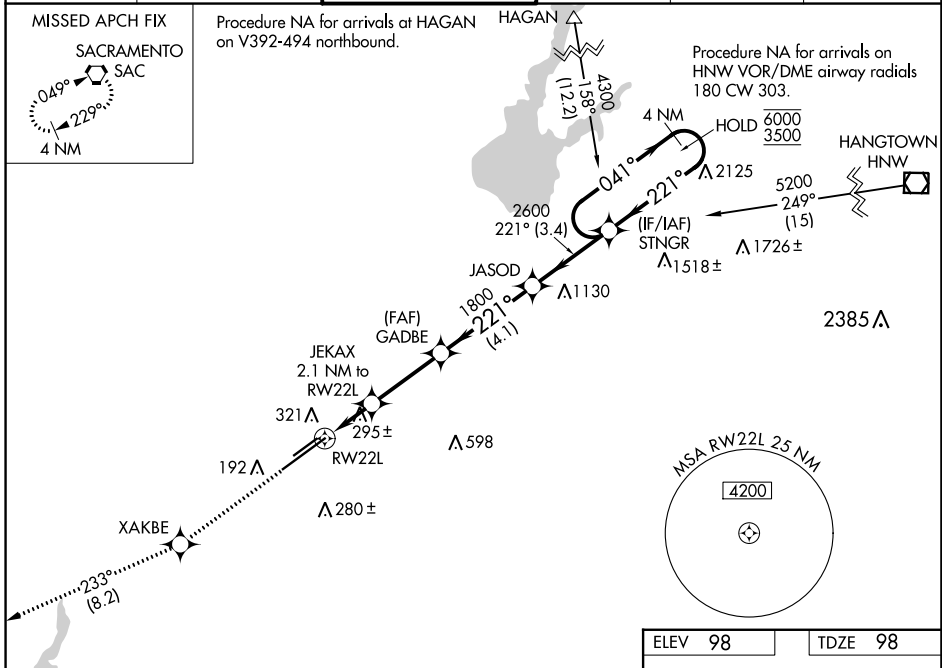 MISSED APCH FIX
SACRAMENTO
SAC
049°
229°
4 NM
Procedure NA for arrivals at HAGAN
on V392-494 northbound.
HAGAN
4300
158°
(12.2)
Procedure NA for arrivals on
HNW VOR/DME airway radials
180 CW 303.
4 NM
HOLD 6000
3500
HANGTOWN
HNW
041°
221°
2125
5200
249°
(15)
2600
221° (3.4)
(IF/IAF)
STNGR
1726 ±
1518 ±
JASOD
1130
1800
221°
(4.1)
2385
(FAF)
GADBE
JEKAX
2.1 NM to
RW22L
321
295 ±
598
RW22L
192
280 ±
MSA RW22L 25 NM
4200
XAKBE
233°
(8.2)
ELEV 98
TDZE 98